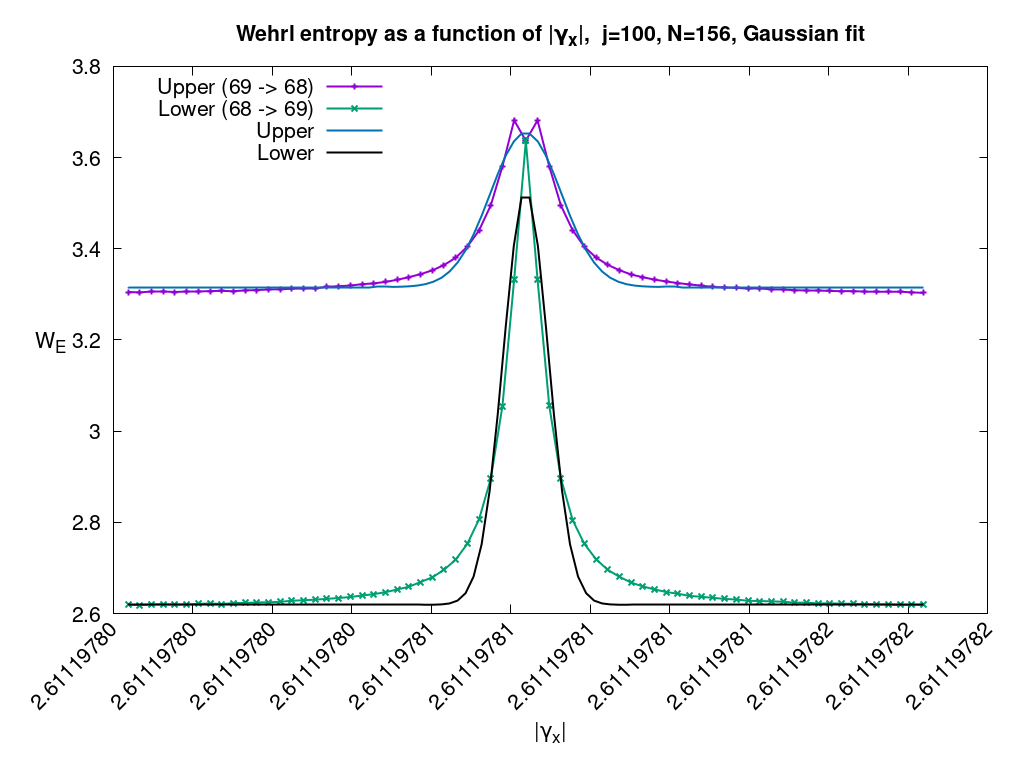 Wehrl entropy as a function of |γx|, j=100, N=156, Gaussian fit
3.8
Upper (69 -> 68)
Lower (68 -> 69)
Upper
Lower
3.6
3.4
WE 3.2
3
2.8
2.6
2.61119780 2.61119780 2.61119780 2.61119780 2.61119781 2.61119781 2.61119781 2.61119781 2.61119781 2.61119782 2.61119782 2.61119782
|γx|